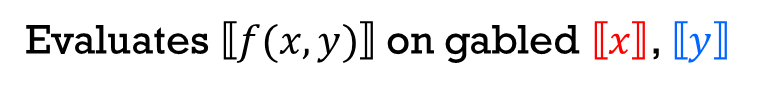 Evaluates ⟦f(x, y)⟧ on gabled ⟦x⟧, ⟦y⟧